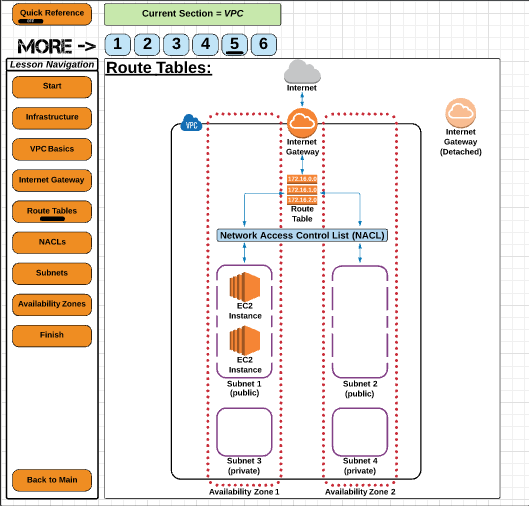 Quick Reference
Current Section = VPC
MORE ->
1 2 3 4 5 6
Lesson Navigation
Start
Infrastructure
VPC Basics
Internet Gateway
Route Tables
NACLs
Subnets
Availability Zones
Finish
Back to Main
Route Tables:
Internet
VPC
Internet
Gateway
Internet
Gateway
(Detached)
172.16.0.0
172.16.1.0
172.16.2.0
Route
Table
Network Access Control List (NACL)
EC2
Instance
EC2
Instance
Subnet 1
(public)
Subnet 2
(public)
Subnet 3
(private)
Subnet 4
(private)
Availability Zone 1
Availability Zone 2